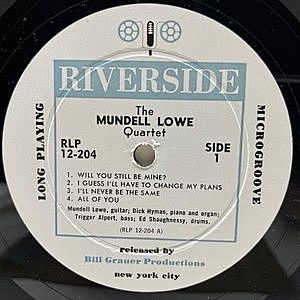 RIVERSIDE
The
MUNDELL LOWE
Quartet
RLP
12-204
SIDE
1
LONG PLAYING
MICROGROOVE
1. WILL YOU STILL BE MINE?
2. I GUESS I'LL HAVE TO CHANGE MY PLANS
3. I'LL NEVER BE THE SAME
4. ALL OF YOU
Mundell Lowe, guitar; Dick Hyman, piano and organ;
Trigger Alpert, bass; Ed Shaughnessy, drums.
(RLP 12-204 A)
released by
Bill Grauer Productions
new york city